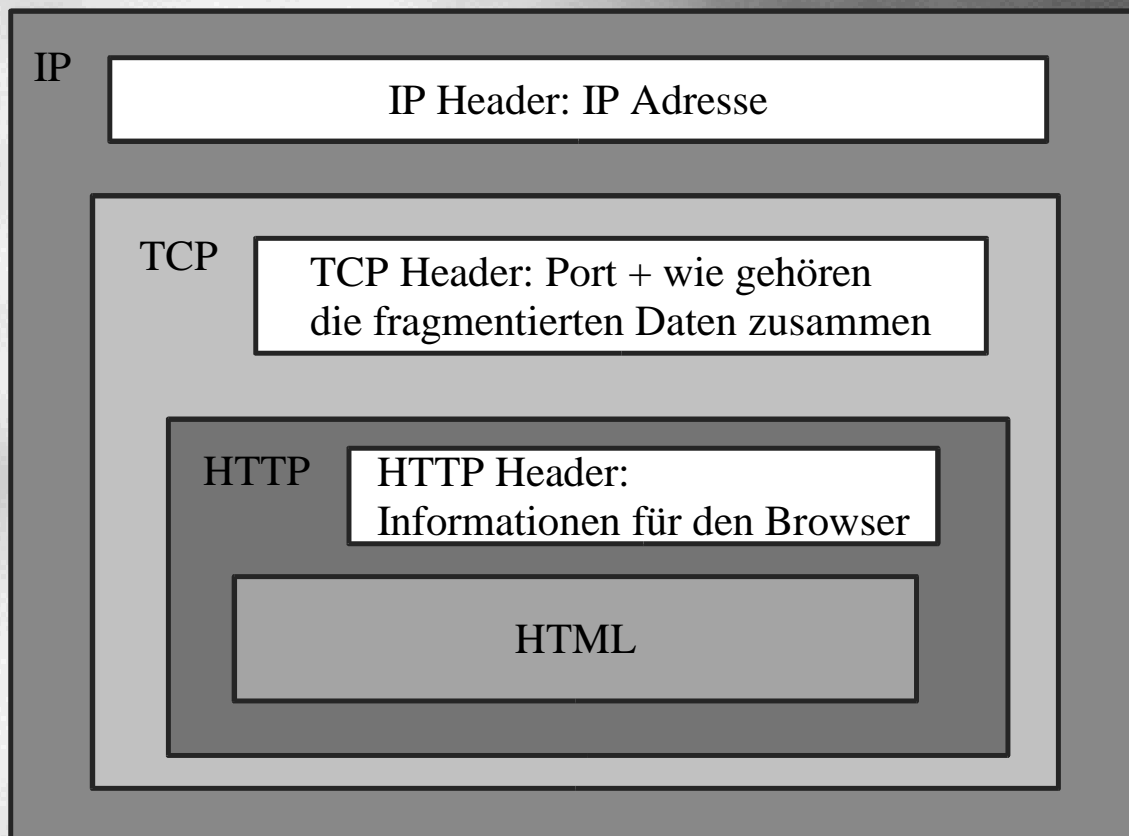 IP
IP Header: IP Adresse
TCP
TCP Header: Port + wie gehören
die fragmentierten Daten zusammen
HTTP
HTTP Header:
Informationen für den Browser
HTML